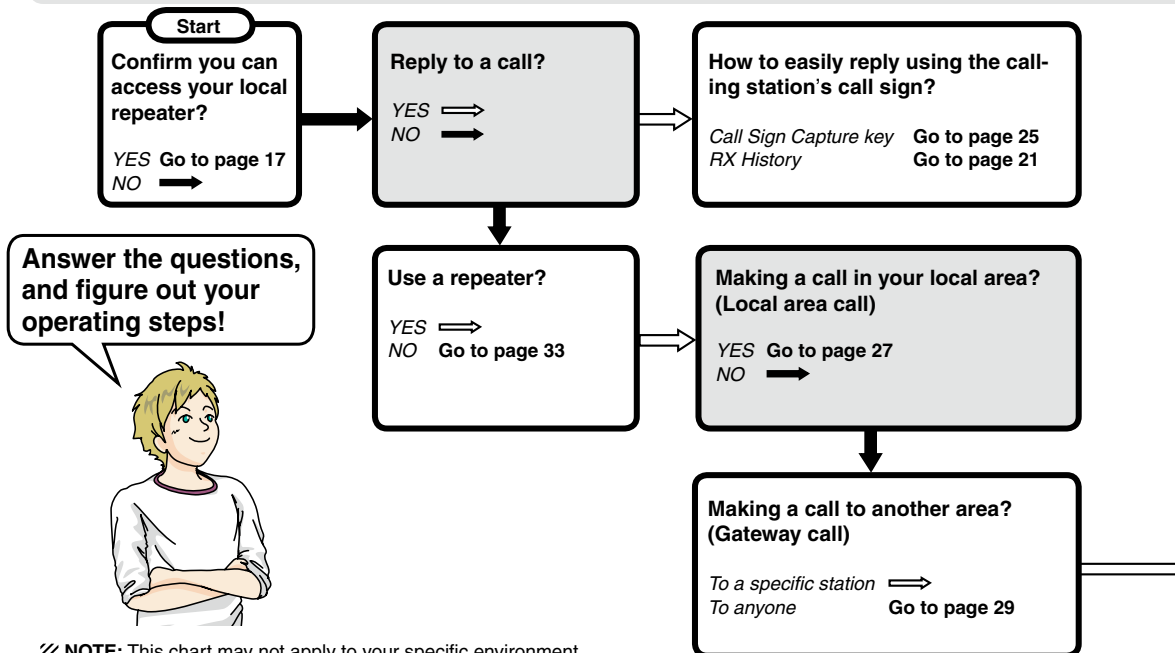 Start
Confirm you can
access your local
repeater?
YES Go to page 17
NO
Reply to a call?
YES
NO
How to easily reply using the call-
ing station's call sign?
Call Sign Capture key Go to page 25
RX History Go to page 21
Answer the questions,
and figure out your
operating steps!
Use a repeater?
YES
NO Go to page 33
Making a call in your local area?
(Local area call)
YES Go to page 27
NO
Making a call to another area?
(Gateway call)
To a specific station
To anyone Go to page 29
NOTE: This chart may not apply to your specific environment